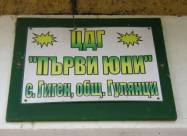 ЦДГ
"ПЪРВИ ЮНИ"
с. Гиген, общ. Гулянци